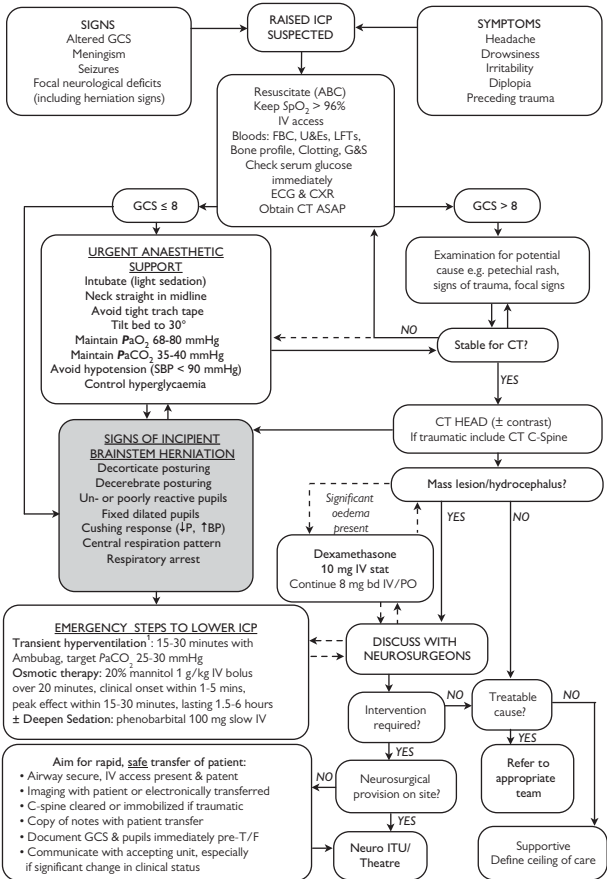 SIGNS
Altered GCS
Meningism
Seizures
Focal neurological deficits
(including herniation signs)
RAISED ICP
SUSPECTED
SYMPTOMS
Headache
Drowsiness
Irritability
Diplopia
Preceding trauma
Resuscitate (ABC)
Keep SpO₂ > 96%
IV access
Bloods: FBC, U&Es, LFTs,
Bone profile, Clotting, G&S
Check serum glucose
immediately
ECG & CXR
Obtain CT ASAP
GCS ≤ 8
GCS > 8
URGENT ANAESTHETIC
SUPPORT
Intubate (light sedation)
Neck straight in midline
Avoid tight trach tape
Tilt bed to 30°
Maintain PaO₂ 68-80 mmHg
Maintain PaCO₂ 35-40 mmHg
Avoid hypotension (SBP < 90 mmHg)
Control hyperglycaemia
Examination for potential
cause e.g. petechial rash,
signs of trauma, focal signs
NO
Stable for CT?
YES
CT HEAD (± contrast)
If traumatic include CT C-Spine
SIGNS OF INCIPIENT
BRAINSTEM HERNIATION
Decorticate posturing
Decerebrate posturing
Un- or poorly reactive pupils
Fixed dilated pupils
Cushing response (↓P, ↑BP)
Central respiration pattern
Respiratory arrest
Mass lesion/hydrocephalus?
Significant
oedema
present
YES
NO
Dexamethasone
10 mg IV stat
Continue 8 mg bd IV/PO
EMERGENCY STEPS TO LOWER ICP
Transient hyperventilation¹: 15-30 minutes with
Ambubag, target PaCO₂ 25-30 mmHg
Osmotic therapy: 20% mannitol 1 g/kg IV bolus
over 20 minutes, clinical onset within 1-5 mins,
peak effect within 15-30 minutes, lasting 1.5-6 hours
± Deepen Sedation: phenobarbital 100 mg slow IV
DISCUSS WITH
NEUROSURGEONS
Intervention
required?
NO
Treatable
cause?
NO
YES
YES
Refer to
appropriate
team
Aim for rapid, safe transfer of patient:
• Airway secure, IV access present & patent
• Imaging with patient or electronically transferred
• C-spine cleared or immobilized if traumatic
• Copy of notes with patient transfer
• Document GCS & pupils immediately pre-T/F
• Communicate with accepting unit, especially
if significant change in clinical status
NO
Neurosurgical
provision on site?
YES
Neuro ITU/
Theatre
Supportive
Define ceiling of care